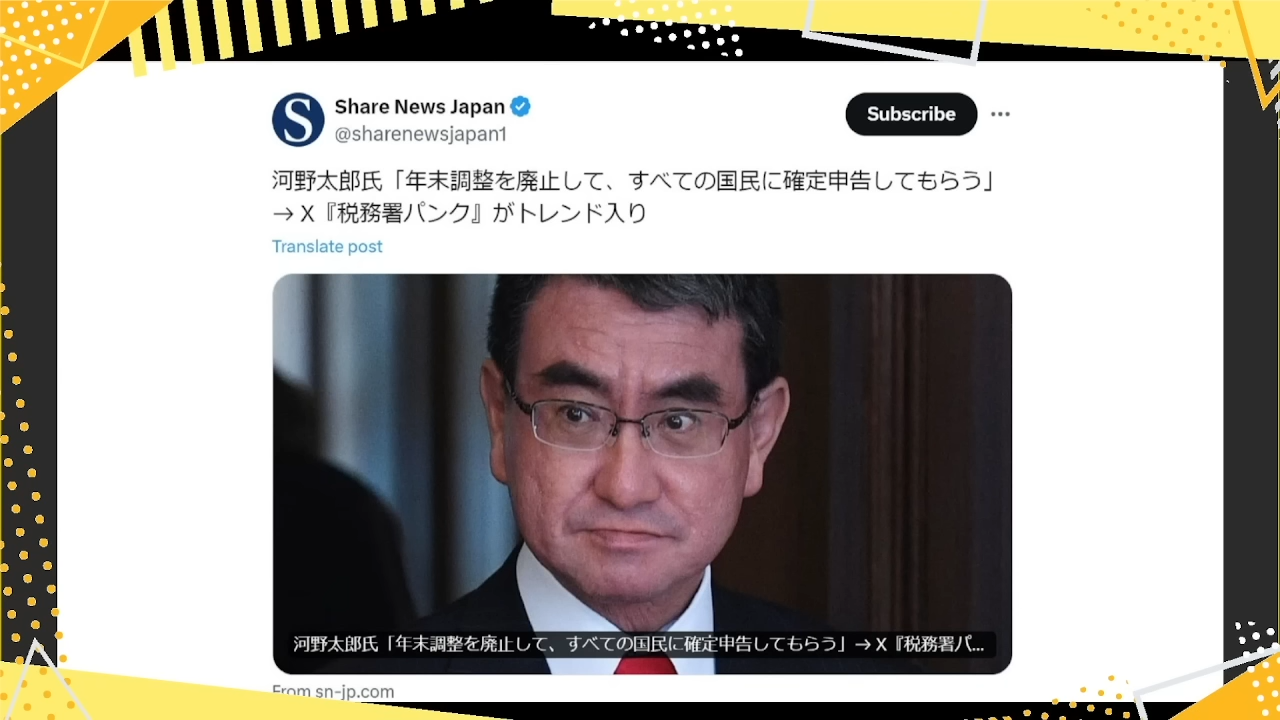 Share News Japan
@sharenewsjapan1
Subscribe
河野太郎氏「年末調整を廃止して、すべての国民に確定申告してもらう」
→ X『税務署パンク』がトレンド入り
Translate post
河野太郎氏「年末調整を廃止して、すべての国民に確定申告してもらう」→ X『税務署パ...
From sn-jp.com